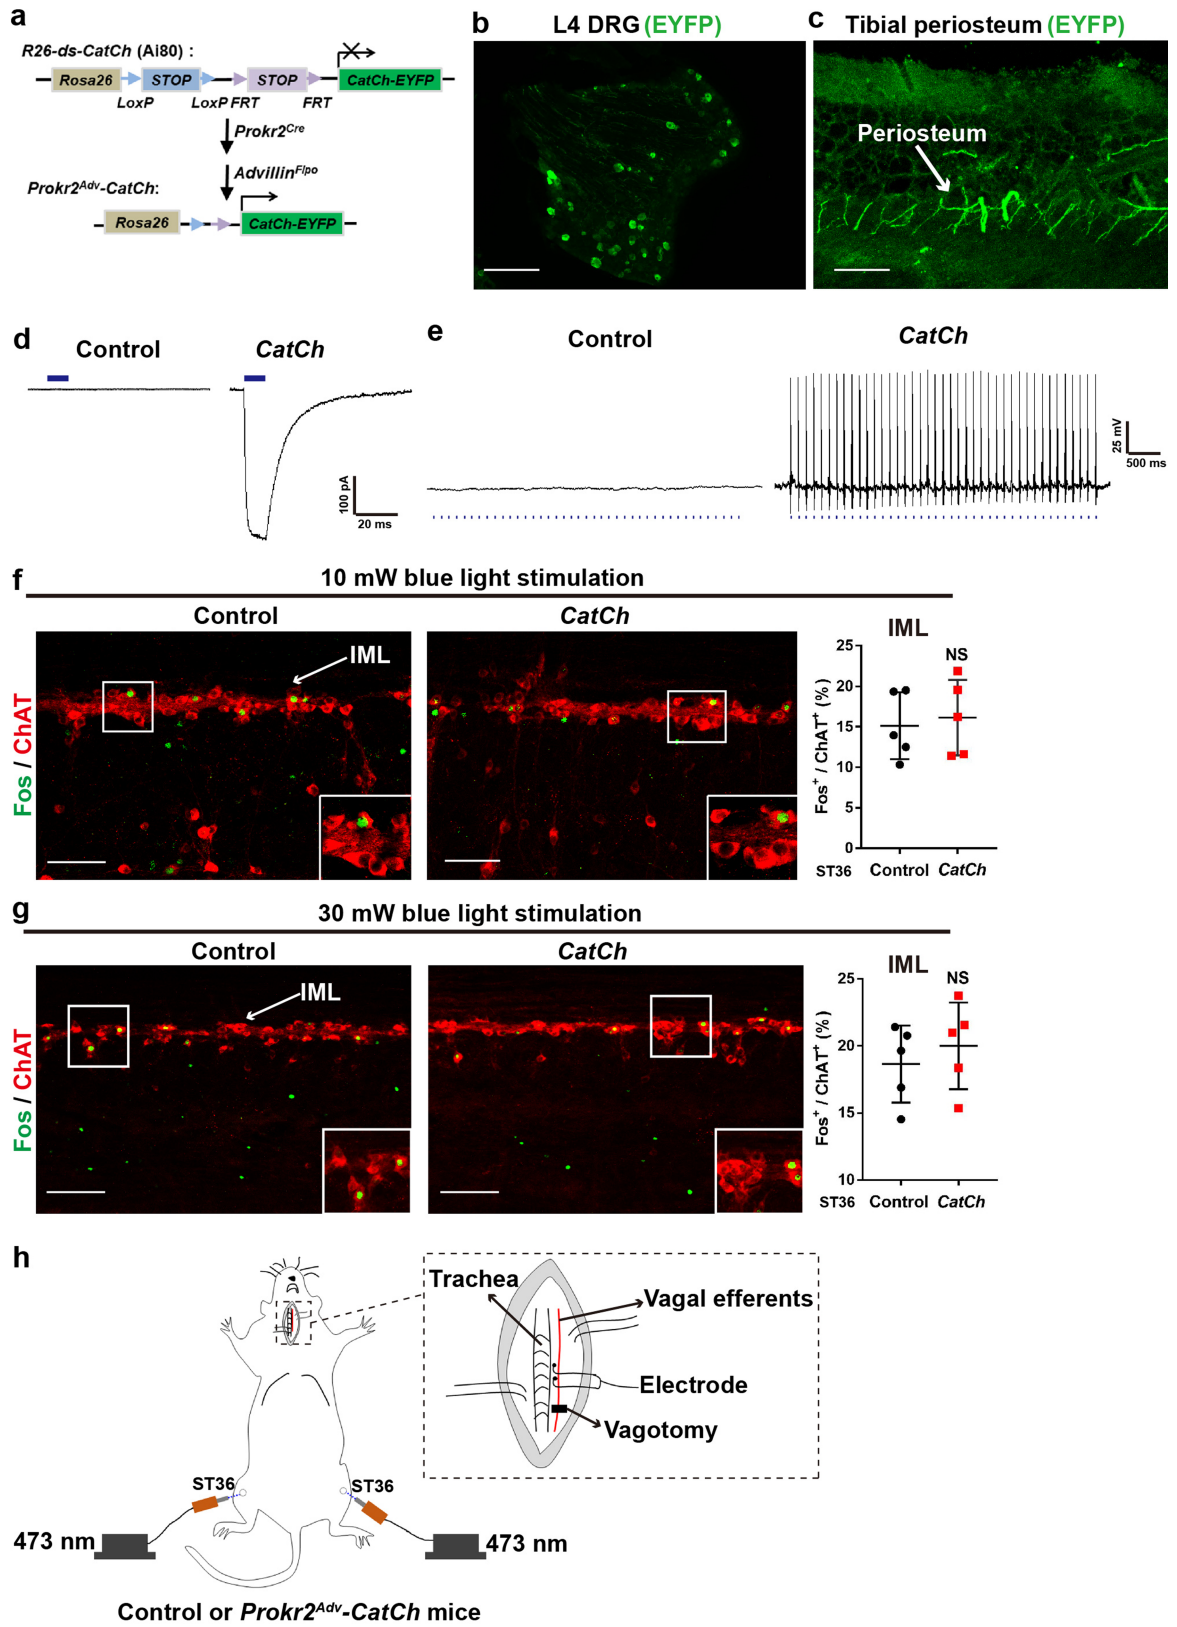 a
R26-ds-CatCh (Ai80) :
Rosa26 STOP STOP CatCh-EYFP
LoxP LoxP FRT FRT
Prokr2Cre
AdvillinFlpo
Prokr2Adv-CatCh:
Rosa26 CatCh-EYFP
b L4 DRG (EYFP)
c Tibial periosteum (EYFP)
Periosteum
d Control CatCh
100 pA
20 ms
e Control CatCh
25 mV
500 ms
f 10 mW blue light stimulation
Control CatCh
Fos / ChAT
IML
IML
NS
Fos+ / ChAT+ (%)
25
20
15
10
5
0
ST36 Control CatCh
g 30 mW blue light stimulation
Control CatCh
Fos / ChAT
IML
IML
NS
Fos+ / ChAT+ (%)
25
20
15
10
ST36 Control CatCh
h
Trachea
Vagal efferents
Electrode
Vagotomy
ST36 ST36
473 nm 473 nm
Control or Prokr2Adv-CatCh mice